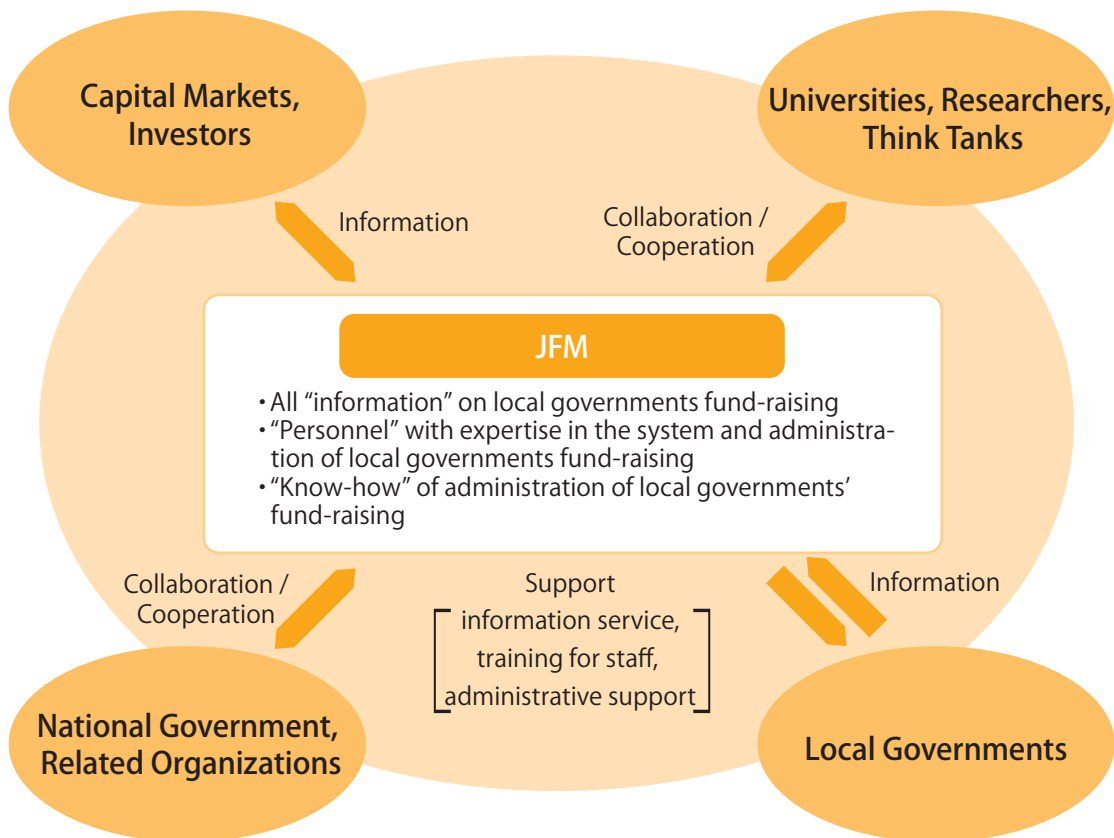 Capital Markets,
Investors
Universities, Researchers,
Think Tanks
Information
Collaboration /
Cooperation
JFM
・All “information” on local governments fund-raising
・“Personnel” with expertise in the system and administra-
tion of local governments fund-raising
・“Know-how” of administration of local governments’
fund-raising
Collaboration /
Cooperation
Support
information service,
training for staff,
administrative support
Information
National Government,
Related Organizations
Local Governments